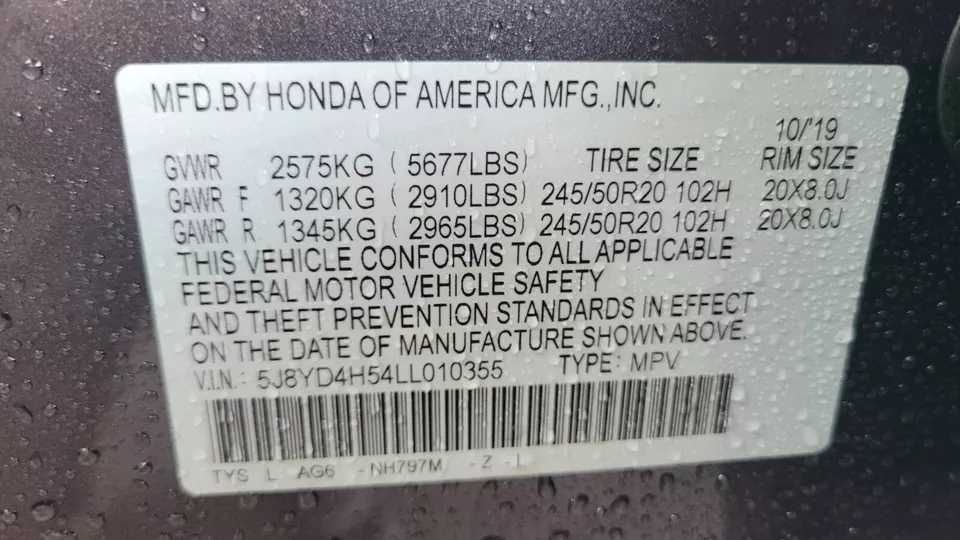 MFD.BY HONDA OF AMERICA MFG.,INC.
10/'19
GVWR 2575KG ( 5677LBS) TIRE SIZE RIM SIZE
GAWR F 1320KG ( 2910LBS) 245/50R20 102H 20X8.0J
GAWR R 1345KG ( 2965LBS) 245/50R20 102H 20X8.0J
THIS VEHICLE CONFORMS TO ALL APPLICABLE
FEDERAL MOTOR VEHICLE SAFETY
AND THEFT PREVENTION STANDARDS IN EFFECT
ON THE DATE OF MANUFACTURE SHOWN ABOVE.
V.I.N.: 5J8YD4H54LL010355 TYPE: MPV
TYS L AG6 -NH797M -Z -L